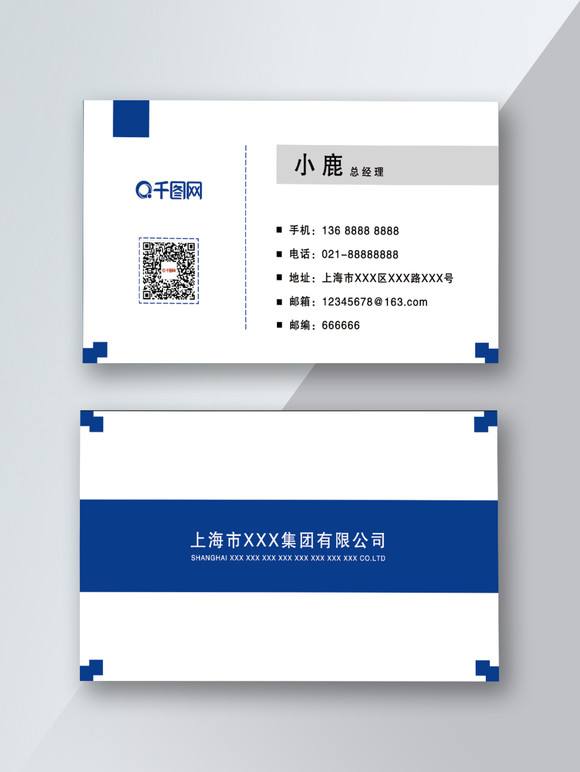 千图网
小鹿 总经理
手机：136 8888 8888
电话：021-88888888
地址：上海市XXX区XXX路XXX号
邮箱：12345678@163.com
邮编：666666
上海市XXX集团有限公司
SHANGHAI XXX XXX XXX XXX XXX XXX XXX XXX XXX CO.LTD